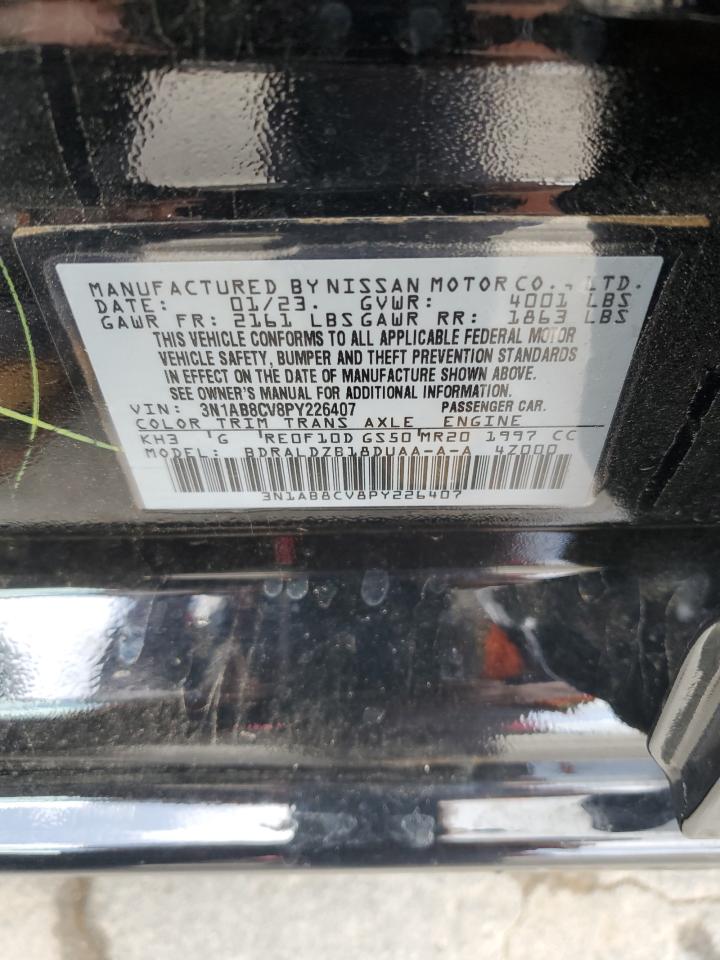 MANUFACTURED BY NISSAN MOTOR CO., LTD.
DATE: 01/23. GVWR: 4001 LBS
GAWR FR: 2161 LBS GAWR RR: 1863 LBS
THIS VEHICLE CONFORMS TO ALL APPLICABLE FEDERAL MOTOR
VEHICLE SAFETY, BUMPER AND THEFT PREVENTION STANDARDS
IN EFFECT ON THE DATE OF MANUFACTURE SHOWN ABOVE.
SEE OWNER'S MANUAL FOR ADDITIONAL INFORMATION.
VIN: 3N1AB8CV8PY226407 PASSENGER CAR.
COLOR TRIM TRANS AXLE ENGINE
KH3 'G 'RE0F10D GS50 MR20 1997 CC
MODEL: BDRALDZB18DUAA-A-A 4Z000
3N1AB8CV8PY226407